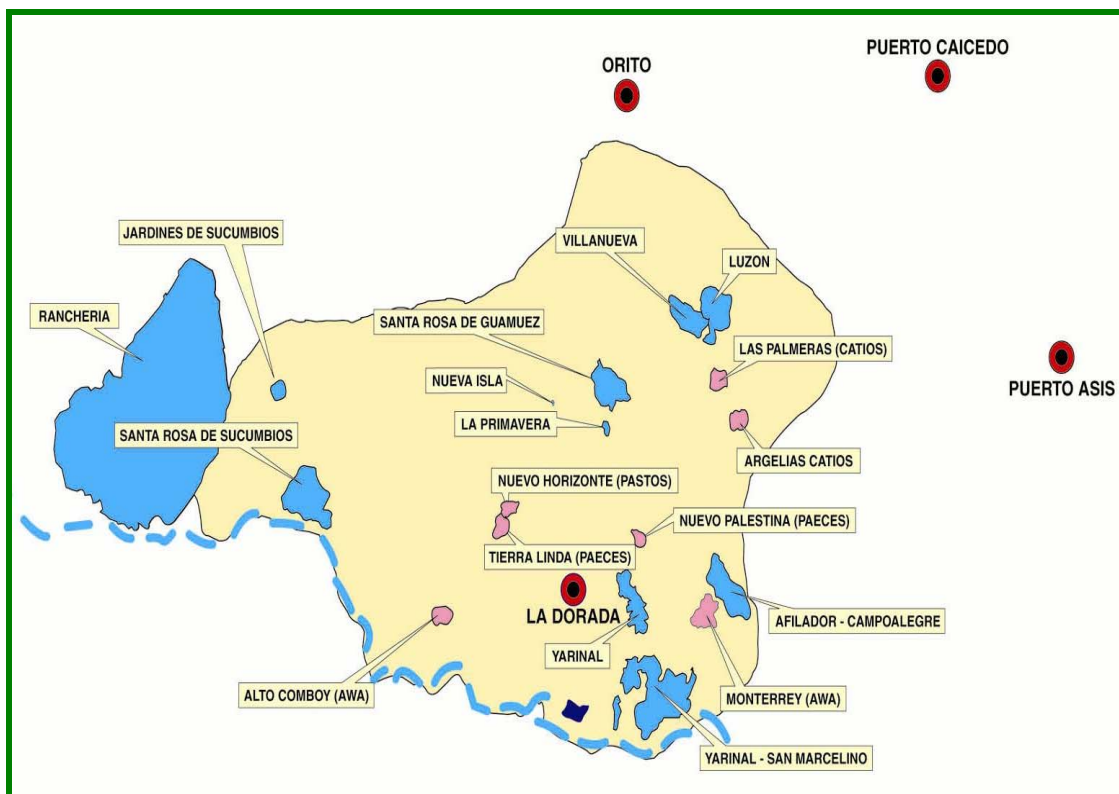 PUERTO CAICEDO
ORITO
JARDINES DE SUCUMBIOS
VILLANUEVA
LUZON
RANCHERIA
SANTA ROSA DE GUAMUEZ
LAS PALMERAS (CATIOS)
NUEVA ISLA
PUERTO ASIS
LA PRIMAVERA
SANTA ROSA DE SUCUMBIOS
ARGELIAS CATIOS
NUEVO HORIZONTE (PASTOS)
NUEVO PALESTINA (PAECES)
TIERRA LINDA (PAECES)
LA DORADA
AFILADOR - CAMPOALEGRE
YARINAL
ALTO COMBOY (AWA)
MONTERREY (AWA)
YARINAL - SAN MARCELINO